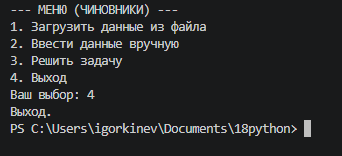 --- МЕНЮ (ЧИНОВНИКИ) ---
1. Загрузить данные из файла
2. Ввести данные вручную
3. Решить задачу
4. Выход
Ваш выбор: 4
Выход.
PS C:\Users\igorkinev\Documents\18python>